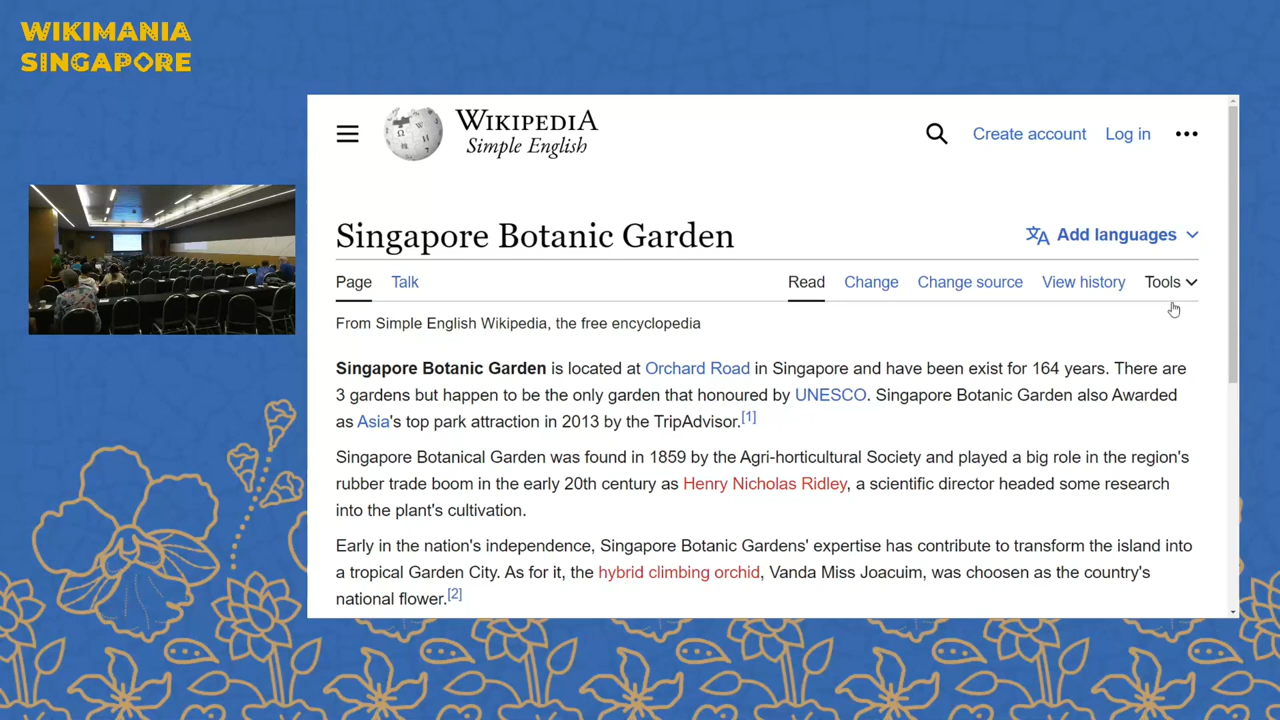 WIKIMANIA
SINGAPORE
WIKIPEDIA
Simple English
Create account
Log in
Singapore Botanic Garden
Add languages
Page
Talk
Read
Change
Change source
View history
Tools
From Simple English Wikipedia, the free encyclopedia
Singapore Botanic Garden is located at Orchard Road in Singapore and have been exist for 164 years. There are
3 gardens but happen to be the only garden that honoured by UNESCO. Singapore Botanic Garden also Awarded
as Asia's top park attraction in 2013 by the TripAdvisor.[1]
Singapore Botanical Garden was found in 1859 by the Agri-horticultural Society and played a big role in the region's
rubber trade boom in the early 20th century as Henry Nicholas Ridley, a scientific director headed some research
into the plant's cultivation.
Early in the nation's independence, Singapore Botanic Gardens' expertise has contribute to transform the island into
a tropical Garden City. As for it, the hybrid climbing orchid, Vanda Miss Joacuim, was choosen as the country's
national flower.[2]